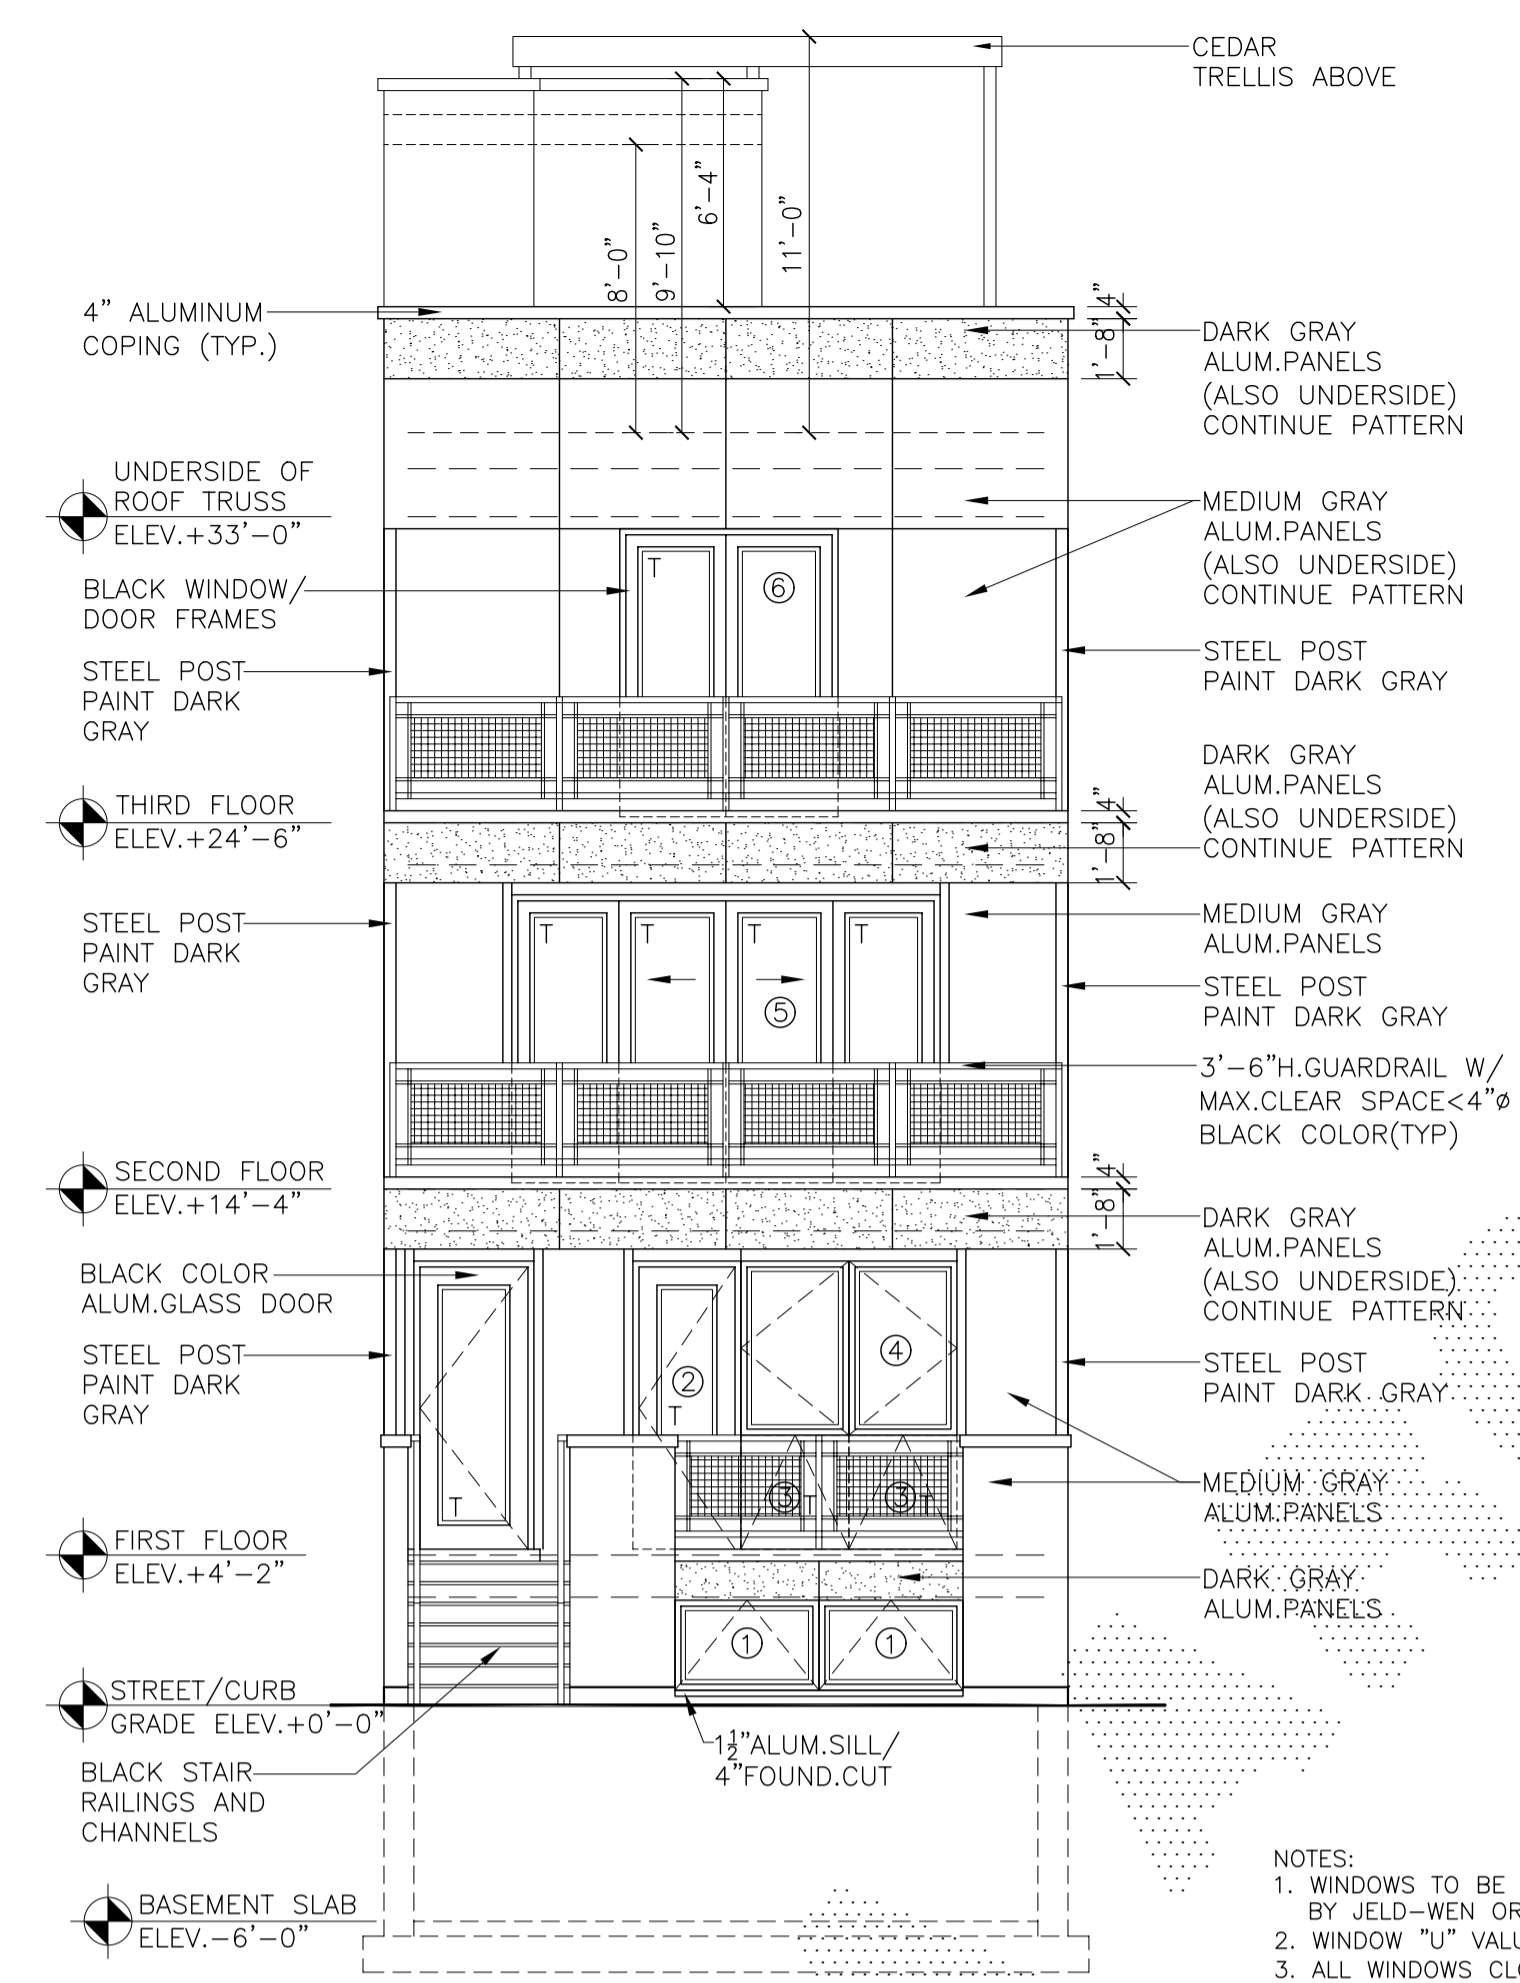 CEDAR
TRELLIS ABOVE
6'-4"
11'-0"
8'-0"
9'-10"
4" ALUMINUM
COPING (TYP.)
4"
1'-8"
DARK GRAY
ALUM.PANELS
(ALSO UNDERSIDE)
CONTINUE PATTERN
UNDERSIDE OF
ROOF TRUSS
ELEV.+33'-0"
MEDIUM GRAY
ALUM.PANELS
(ALSO UNDERSIDE)
CONTINUE PATTERN
BLACK WINDOW/
DOOR FRAMES
T
6
STEEL POST
PAINT DARK
GRAY
STEEL POST
PAINT DARK GRAY
THIRD FLOOR
ELEV.+24'-6"
4"
1'-8"
DARK GRAY
ALUM.PANELS
(ALSO UNDERSIDE)
CONTINUE PATTERN
STEEL POST
PAINT DARK
GRAY
T T T T
5
MEDIUM GRAY
ALUM.PANELS
STEEL POST
PAINT DARK GRAY
3'-6"H.GUARDRAIL W/
MAX.CLEAR SPACE<4"ø
BLACK COLOR(TYP)
SECOND FLOOR
ELEV.+14'-4"
4"
1'-8"
DARK GRAY
ALUM.PANELS
(ALSO UNDERSIDE)
CONTINUE PATTERN
BLACK COLOR
ALUM.GLASS DOOR
STEEL POST
PAINT DARK
GRAY
2
T
4
STEEL POST
PAINT DARK GRAY
T
3 T
3 T
MEDIUM GRAY
ALUM.PANELS
FIRST FLOOR
ELEV.+4'-2"
DARK GRAY
ALUM.PANELS
1
1
STREET/CURB
GRADE ELEV.+0'-0"
BLACK STAIR
RAILINGS AND
CHANNELS
1½"ALUM.SILL/
4"FOUND.CUT
BASEMENT SLAB
ELEV.-6'-0"
NOTES:
1. WINDOWS TO BE
BY JELD-WEN OR
2. WINDOW "U" VALU
3. ALL WINDOWS CLO